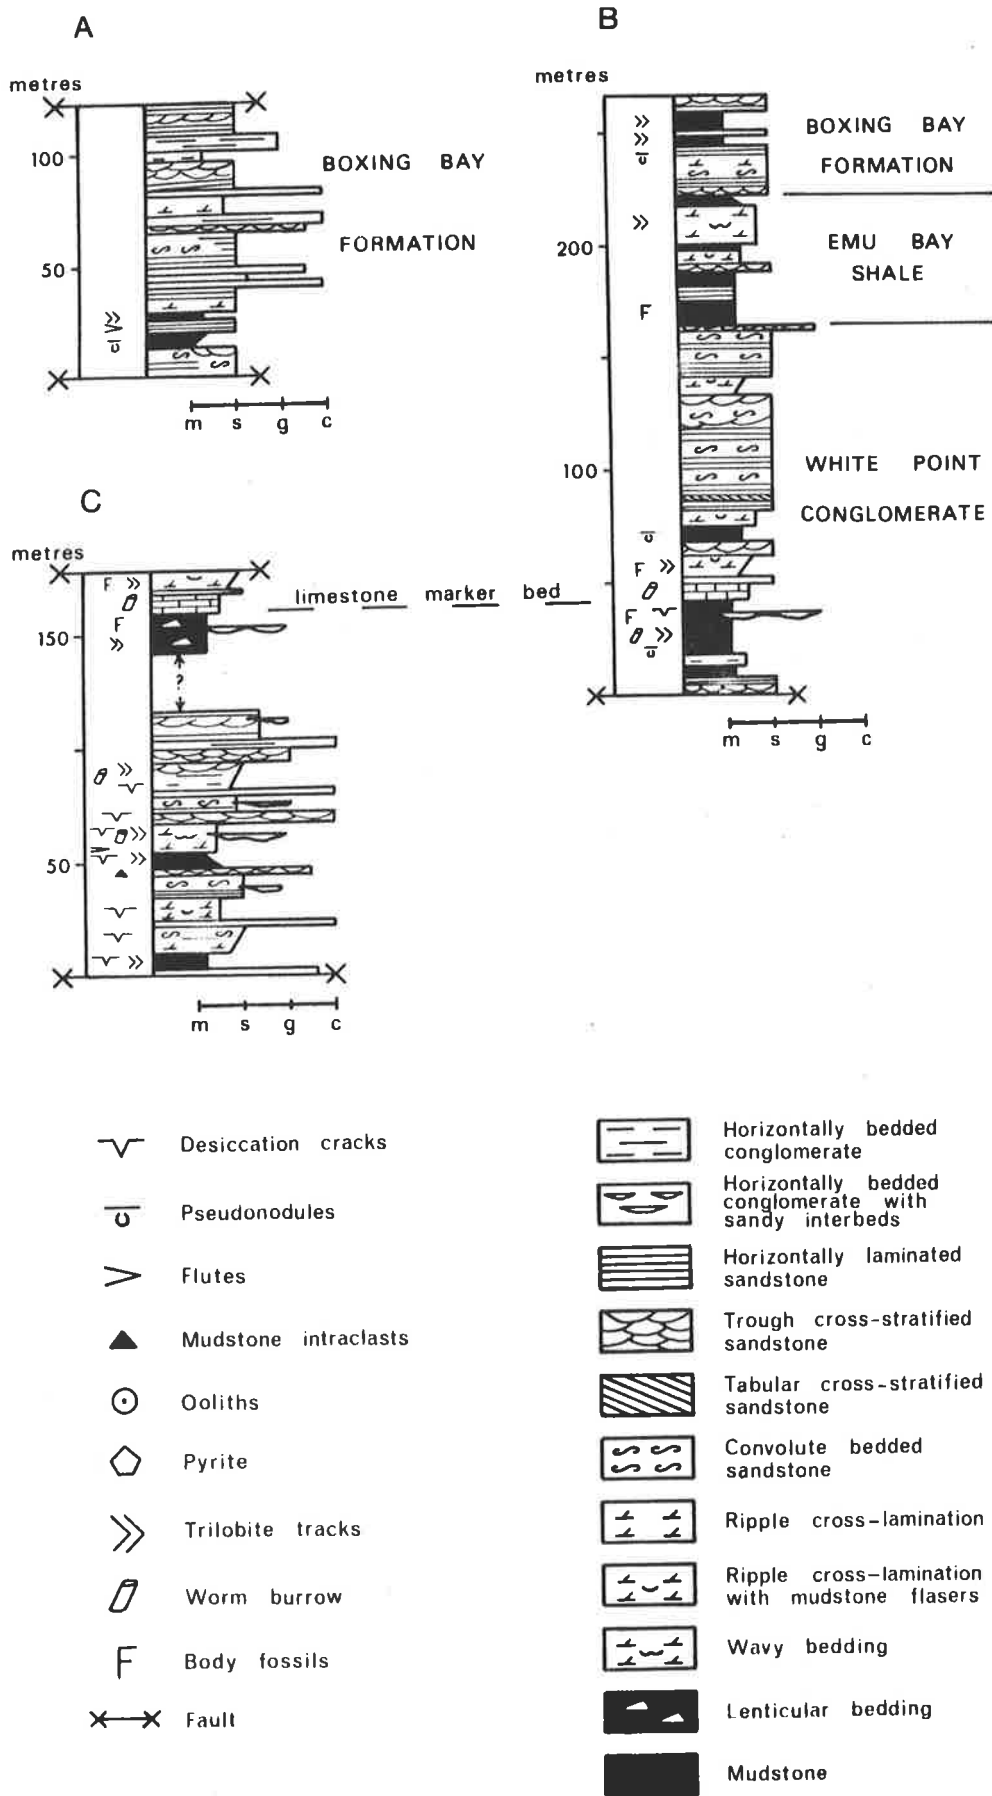 A
metres
100
50
BOXING BAY
FORMATION
m s g c
B
metres
200
100
BOXING BAY
FORMATION
EMU BAY
SHALE
WHITE POINT
CONGLOMERATE
F
F
F
m s g c
C
metres
150
50
F
F
?
limestone marker bed
m s g c
Desiccation cracks
Pseudonodules
Flutes
Mudstone intraclasts
Ooliths
Pyrite
Trilobite tracks
Worm burrow
F Body fossils
Fault
Horizontally bedded
conglomerate
Horizontally bedded
conglomerate with
sandy interbeds
Horizontally laminated
sandstone
Trough cross-stratified
sandstone
Tabular cross-stratified
sandstone
Convolute bedded
sandstone
Ripple cross-lamination
Ripple cross-lamination
with mudstone flasers
Wavy bedding
Lenticular bedding
Mudstone